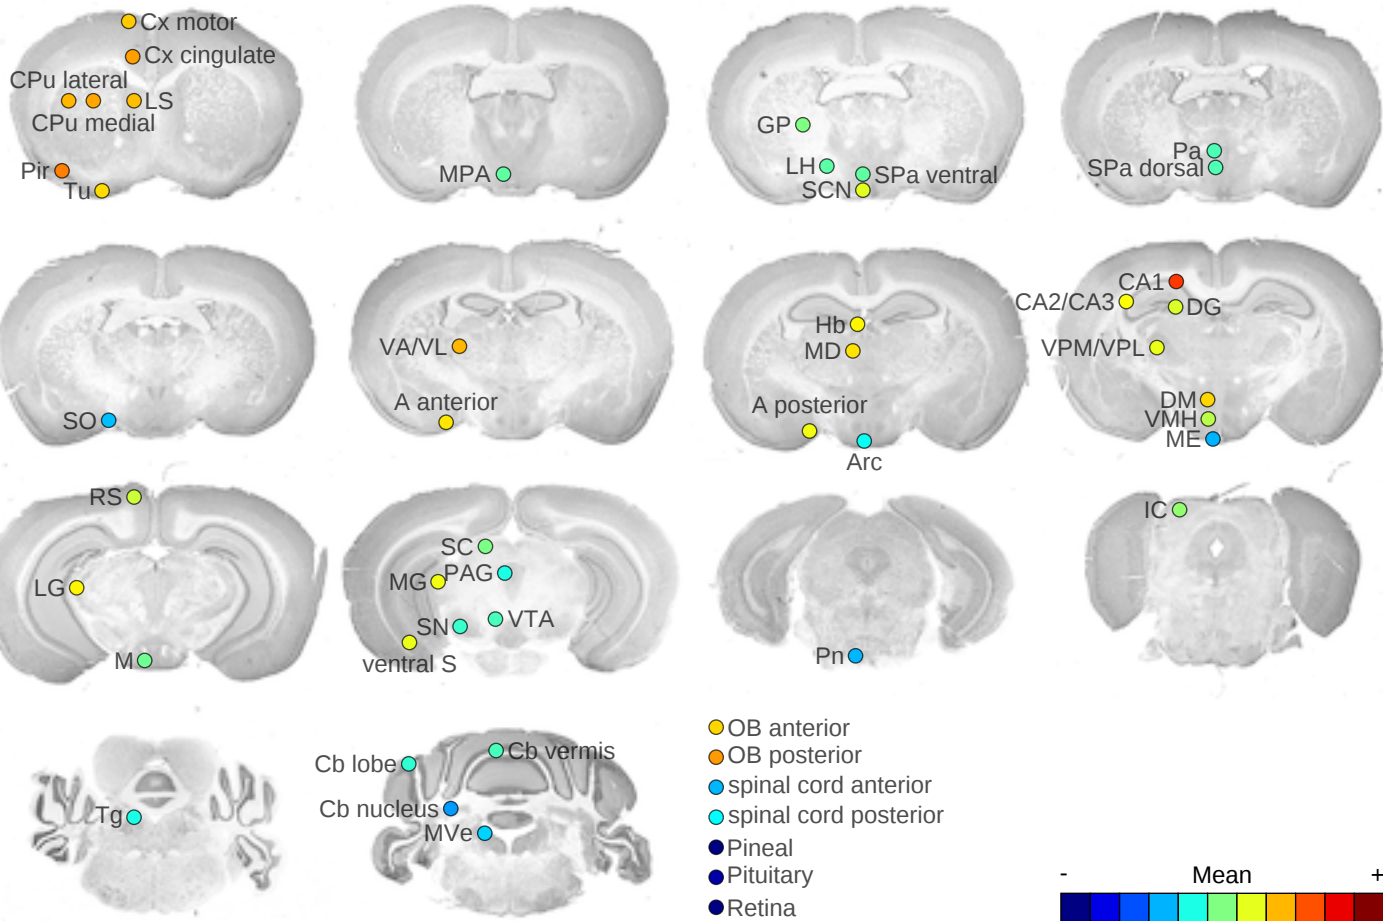 Cx motor
Cx cingulate
CPu lateral
LS
CPu medial
Pir
Tu
MPA
GP
LH
SPa ventral
SCN
Pa
SPa dorsal
SO
VA/VL
A anterior
Hb
MD
A posterior
Arc
CA1
CA2/CA3
DG
VPM/VPL
DM
VMH
ME
RS
LG
M
SC
MG
PAG
SN
VTA
ventral S
Pn
IC
Tg
Cb lobe
Cb vermis
Cb nucleus
MVe
OB anterior
OB posterior
spinal cord anterior
spinal cord posterior
Pineal
Pituitary
Retina
- Mean +